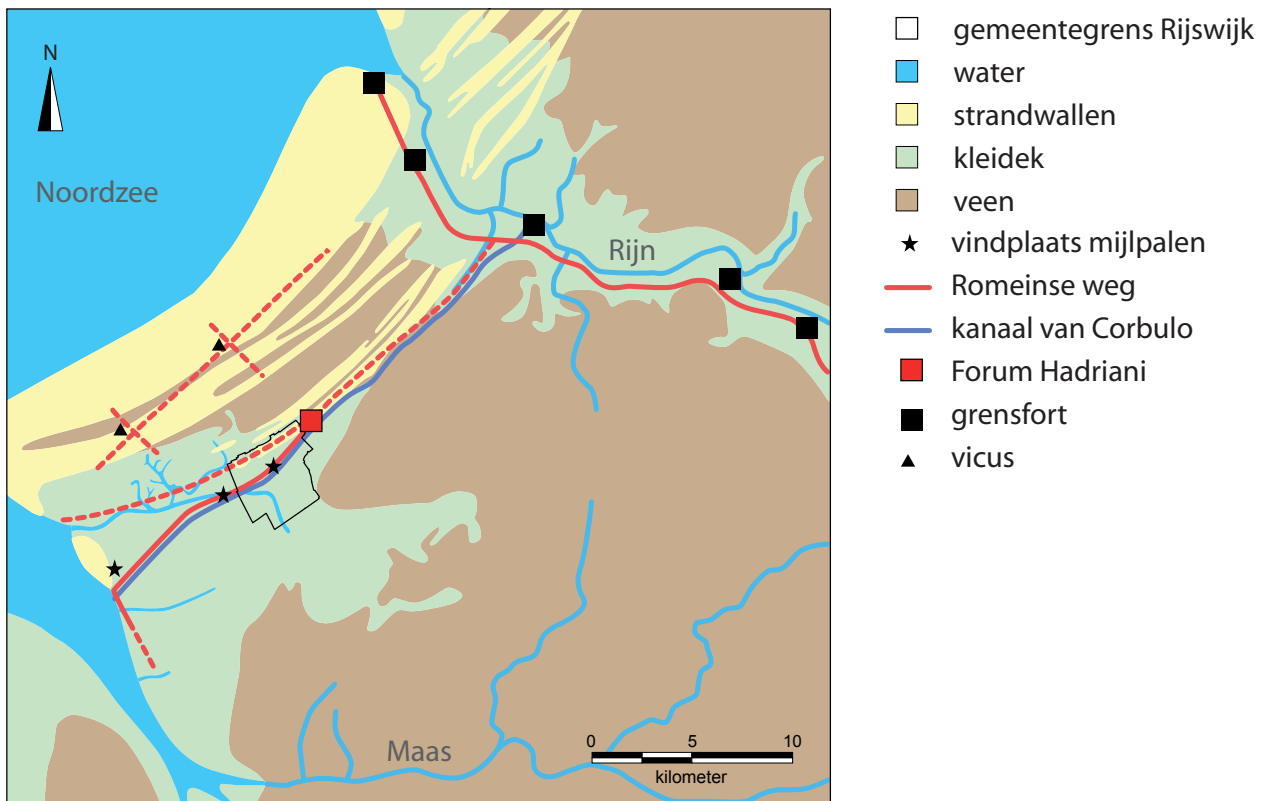 N
Noordzee
Rijn
Maas
0 5 10
kilometer
gemeentegrens Rijswijk
water
strandwallen
kleidek
veen
vindplaats mijlpalen
Romeinse weg
kanaal van Corbulo
Forum Hadriani
grensfort
vicus